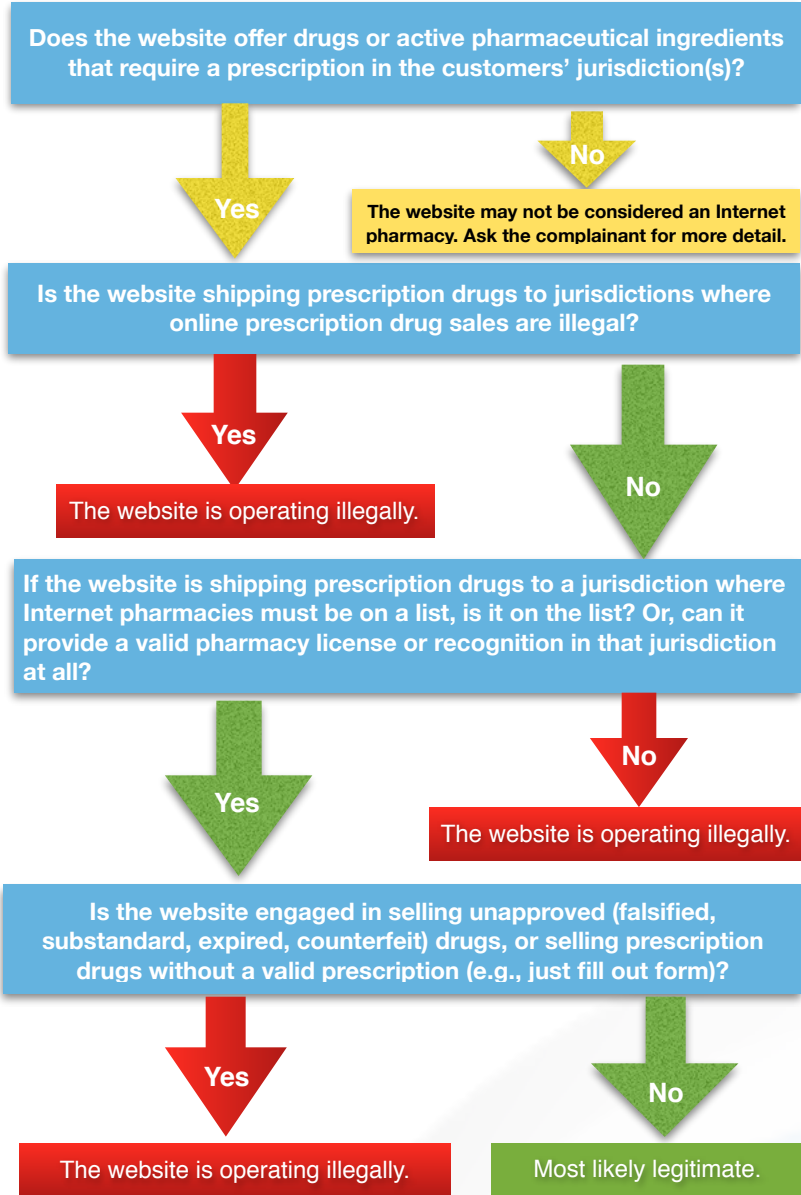 Does the website offer drugs or active pharmaceutical ingredients
that require a prescription in the customers’ jurisdiction(s)?
Yes
No
The website may not be considered an Internet
pharmacy. Ask the complainant for more detail.
Is the website shipping prescription drugs to jurisdictions where
online prescription drug sales are illegal?
Yes
The website is operating illegally.
No
If the website is shipping prescription drugs to a jurisdiction where
Internet pharmacies must be on a list, is it on the list? Or, can it
provide a valid pharmacy license or recognition in that jurisdiction
at all?
Yes
No
The website is operating illegally.
Is the website engaged in selling unapproved (falsified,
substandard, expired, counterfeit) drugs, or selling prescription
drugs without a valid prescription (e.g., just fill out form)?
Yes
The website is operating illegally.
No
Most likely legitimate.